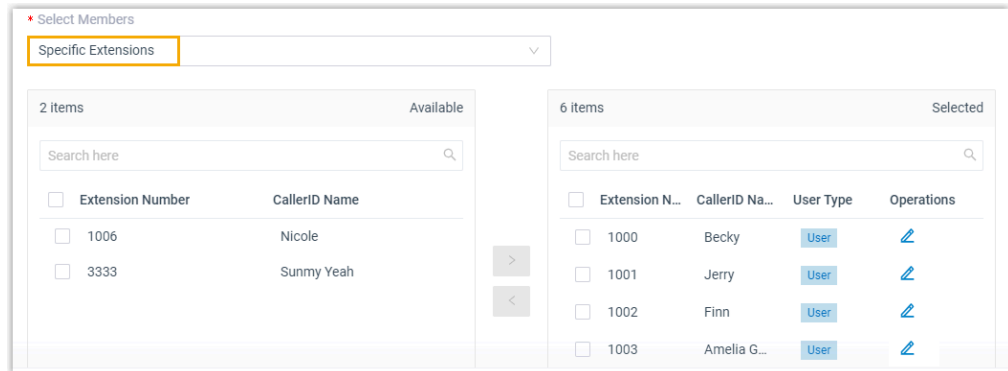 * Select Members
Specific Extensions
2 items Available
Search here
Extension Number CallerID Name
1006 Nicole
3333 Sunmy Yeah
>
<
6 items Selected
Search here
Extension N... CallerID Na... User Type Operations
1000 Becky User
1001 Jerry User
1002 Finn User
1003 Amelia G... User